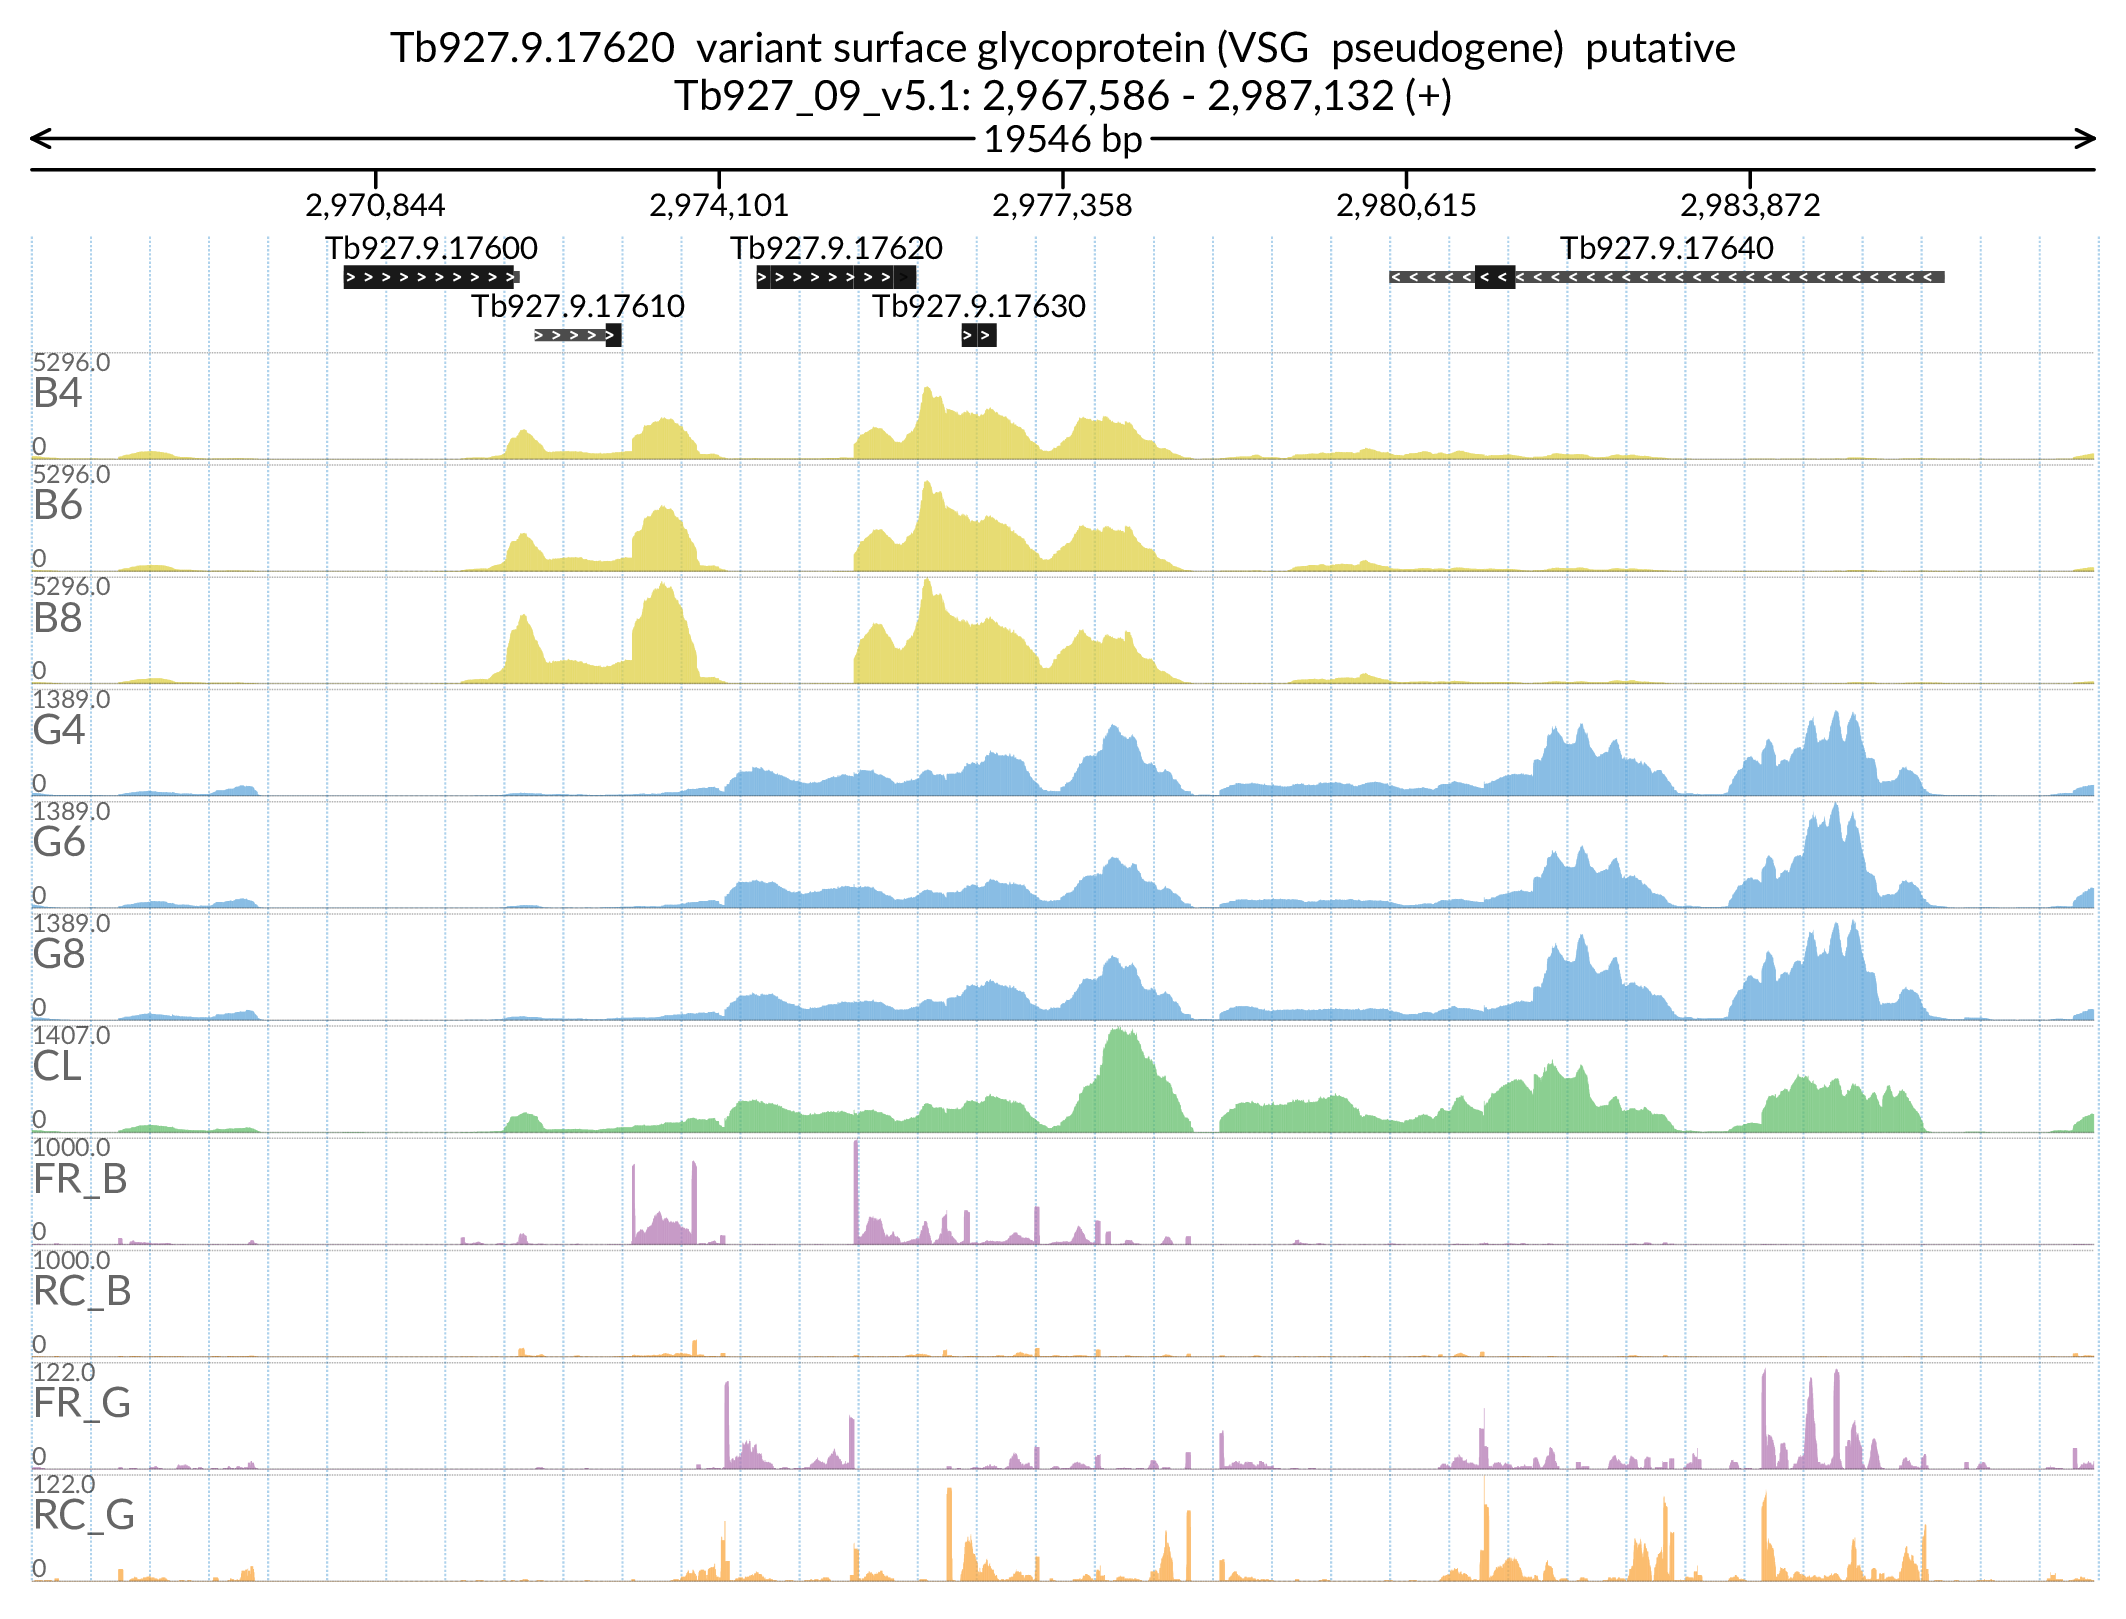 Tb927.9.17620  variant surface glycoprotein (VSG  pseudogene)  putative
Tb927_09_v5.1: 2,967,586 - 2,987,132 (+)
19546 bp
2,970,844 2,974,101 2,977,358 2,980,615 2,983,872
Tb927.9.17600 Tb927.9.17620 Tb927.9.17640
Tb927.9.17610 Tb927.9.17630
5296.0
B4
0
5296.0
B6
0
5296.0
B8
0
1389.0
G4
0
1389.0
G6
0
1389.0
G8
0
1407.0
CL
0
1000.0
FR_B
0
1000.0
RC_B
0
122.0
FR_G
0
122.0
RC_G
0